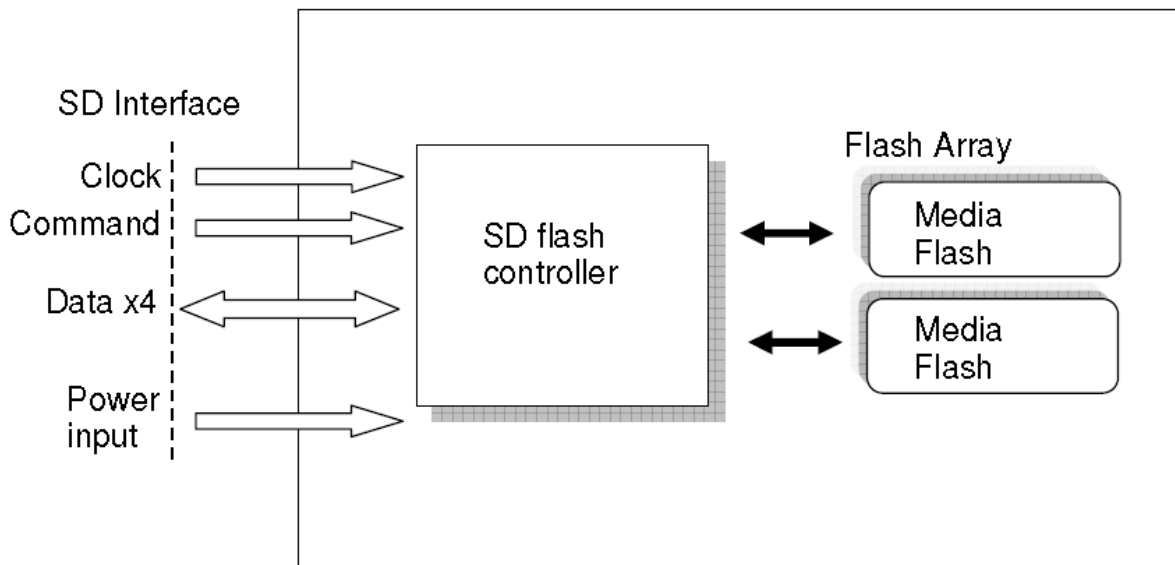 SD Interface
Clock
Command
Data x4
Power
input
SD flash
controller
Flash Array
Media
Flash
Media
Flash